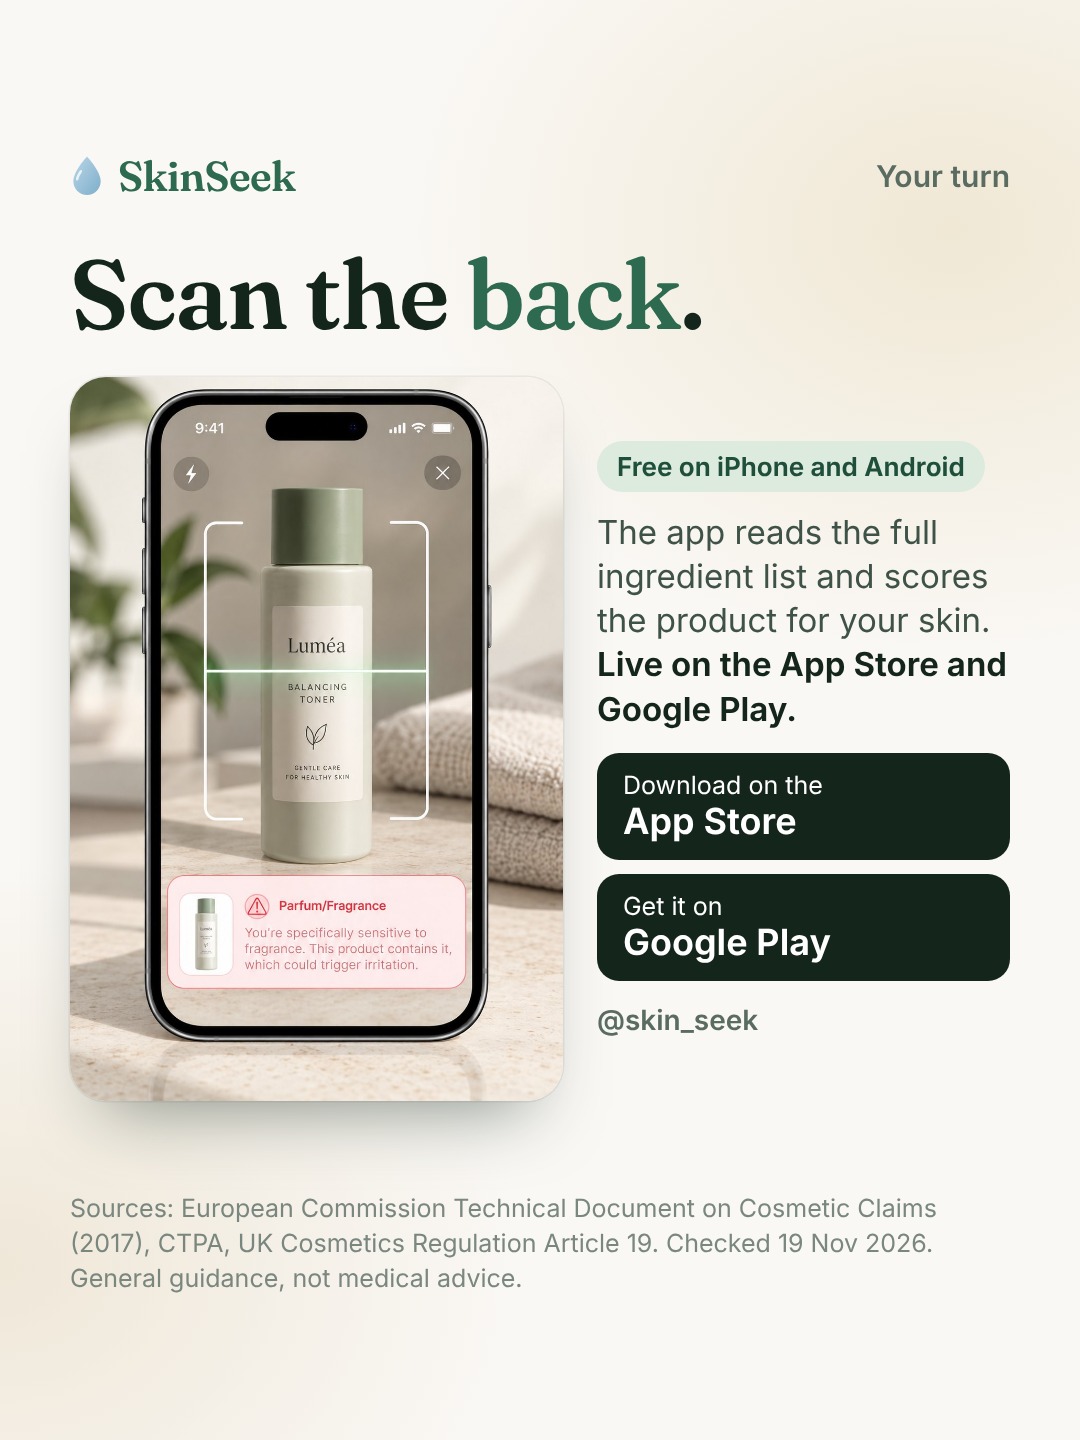 SkinSeek
Your turn
Scan the back.
9:41
Luméa
BALANCING
TONER
GENTLE CARE
FOR HEALTHY SKIN
Luméa
Parfum/Fragrance
You're specifically sensitive to
fragrance. This product contains it,
which could trigger irritation.
Free on iPhone and Android
The app reads the full
ingredient list and scores
the product for your skin.
Live on the App Store and
Google Play.
Download on the
App Store
Get it on
Google Play
@skin_seek
Sources: European Commission Technical Document on Cosmetic Claims
(2017), CTPA, UK Cosmetics Regulation Article 19. Checked 19 Nov 2026.
General guidance, not medical advice.